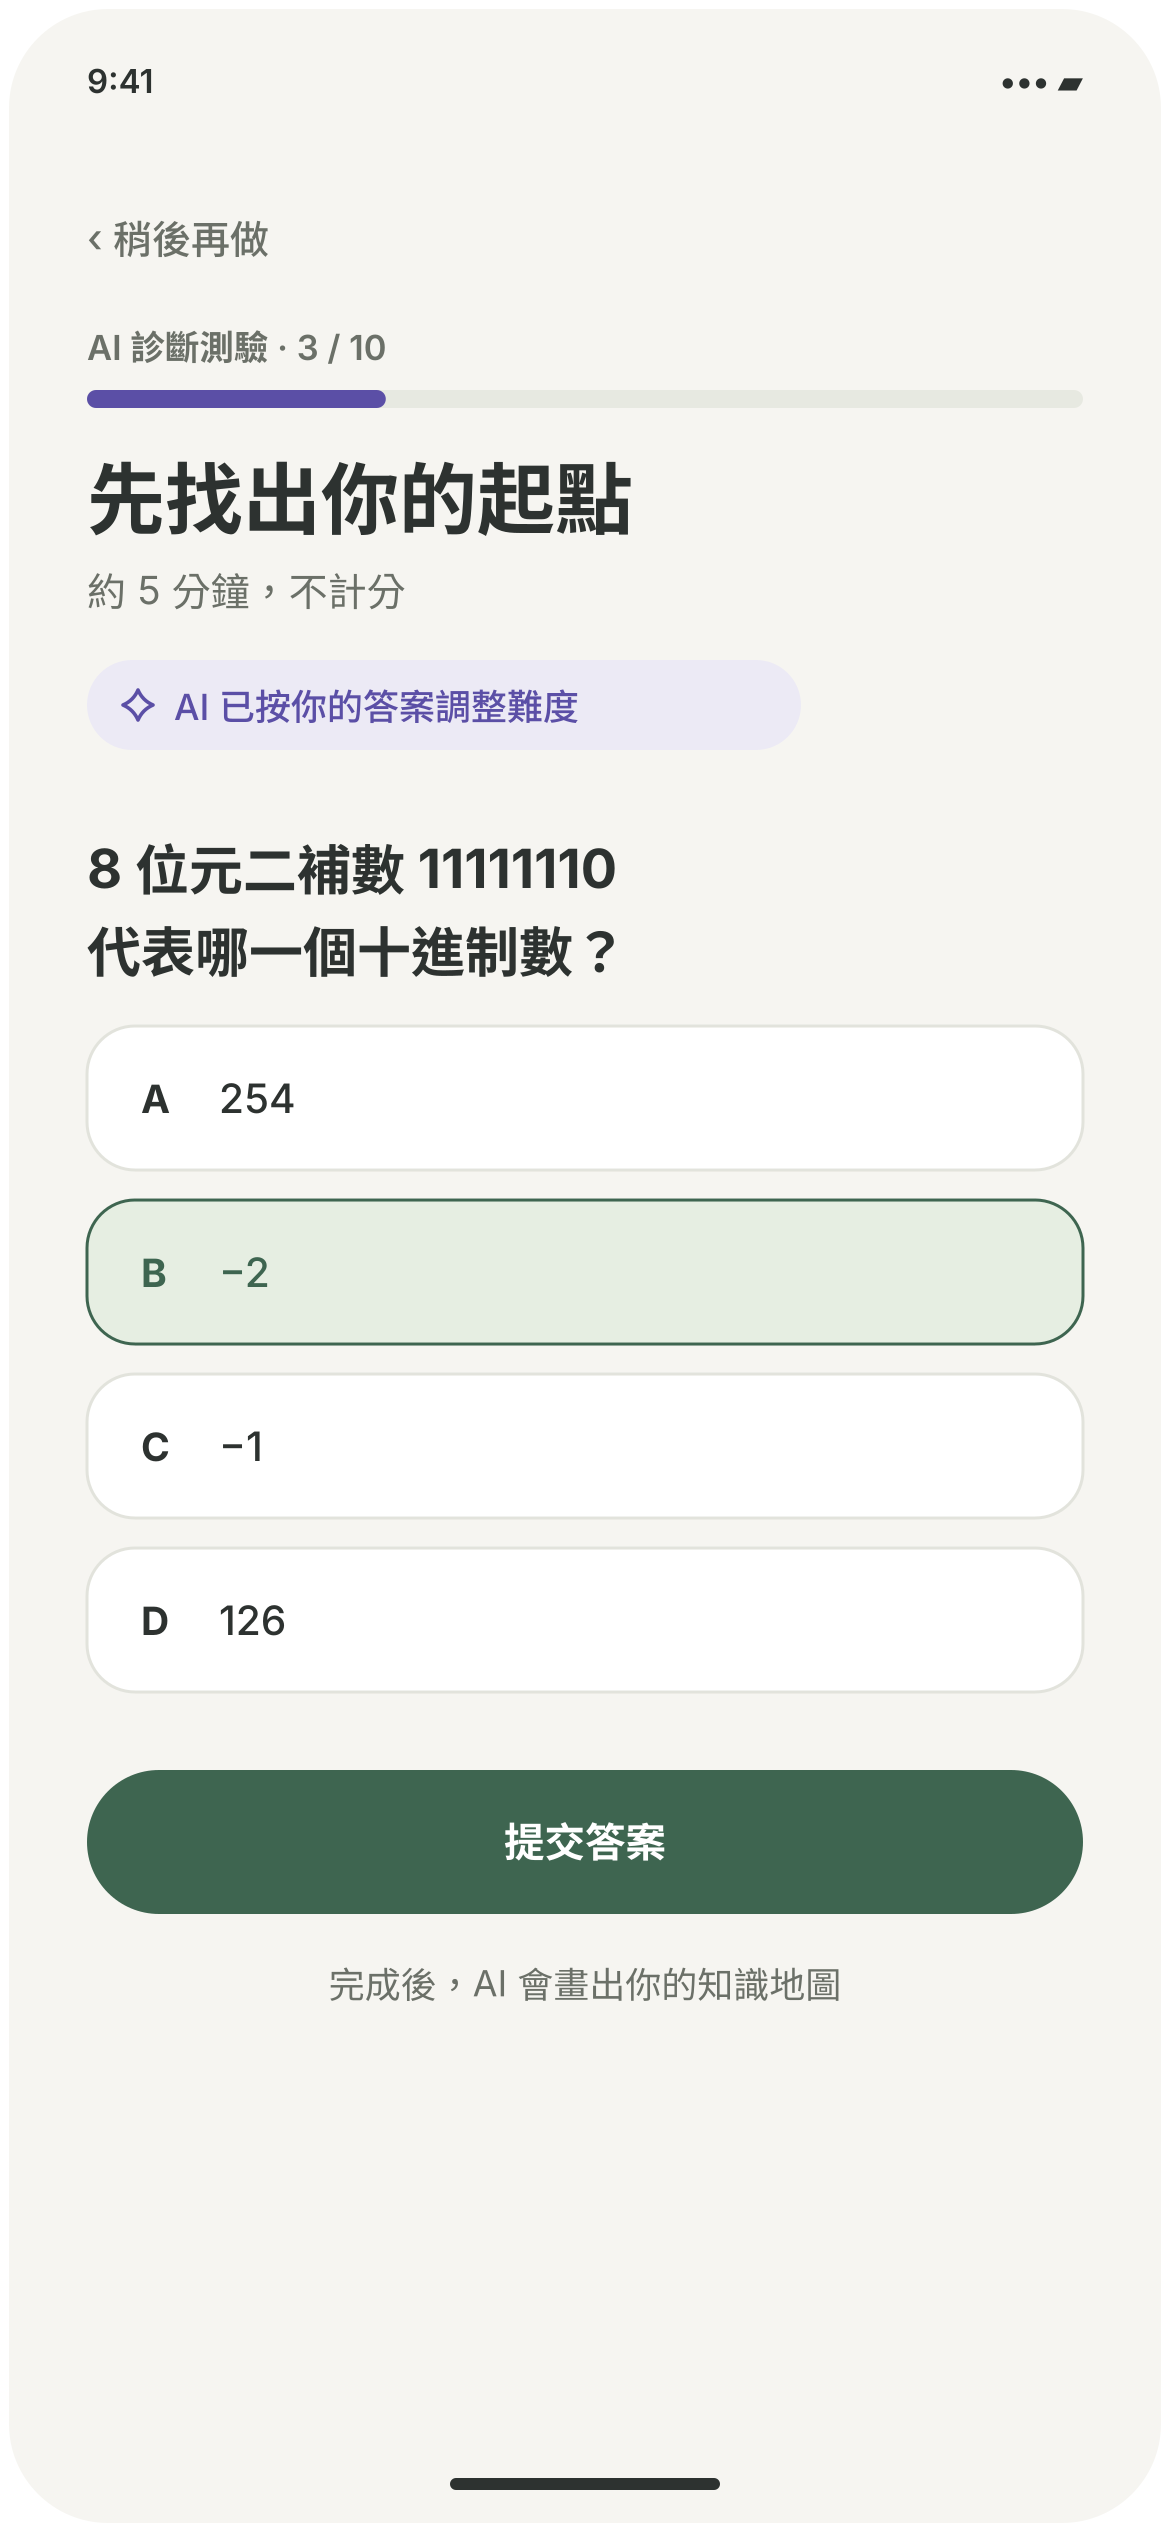 9:41
‹ 稍後再做
AI 診斷測驗 · 3 / 10
先找出你的起點
約 5 分鐘，不計分
AI 已按你的答案調整難度
8 位元二補數 11111110
代表哪一個十進制數？
A 254
B −2
C −1
D 126
提交答案
完成後，AI 會畫出你的知識地圖